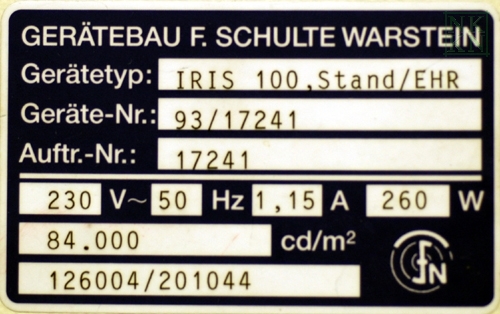 GERÄTEBAU F. SCHULTE WARSTEIN
Gerätetyp: IRIS 100,Stand/EHR
Geräte-Nr.: 93/17241
Auftr.-Nr.: 17241
230 V~ 50 Hz 1,15 A 260 W
84.000 cd/m²
126004/201044